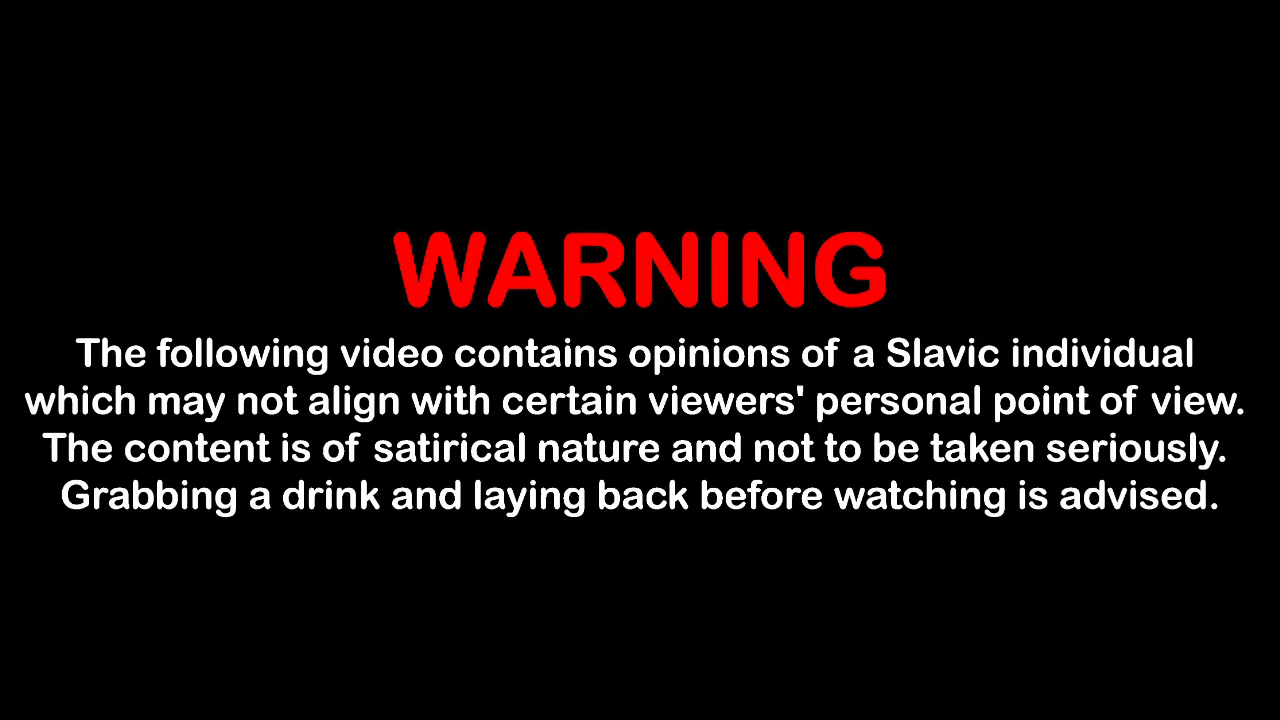 WARNING
The following video contains opinions of a Slavic individual
which may not align with certain viewers' personal point of view.
The content is of satirical nature and not to be taken seriously.
Grabbing a drink and laying back before watching is advised.